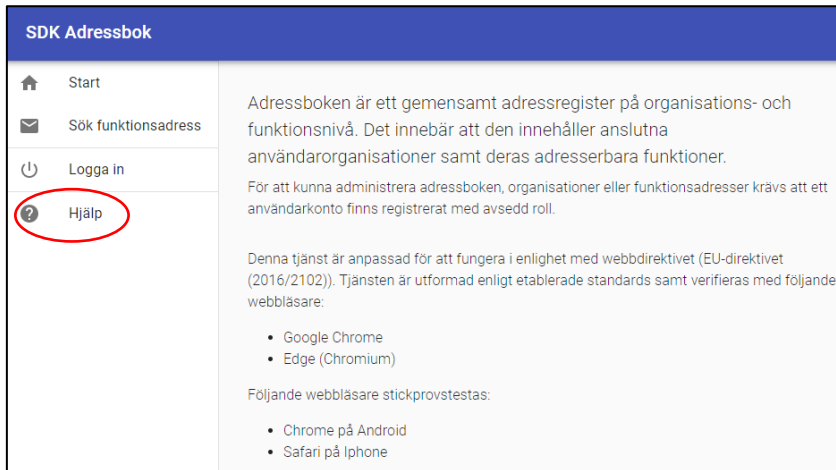 SDK Adressbok
Start
Sök funktionsadress
Logga in
Hjälp
Adressboken är ett gemensamt adressregister på organisations- och
funktionsnivå. Det innebär att den innehåller anslutna
användarorganisationer samt deras adresserbara funktioner.
För att kunna administrera adressboken, organisationer eller funktionsadresser krävs att ett
användarkonto finns registrerat med avsedd roll.
Denna tjänst är anpassad för att fungera i enlighet med webbdirektivet (EU-direktivet
(2016/2102)). Tjänsten är utformad enligt etablerade standards samt verifieras med följande
webbläsare:
• Google Chrome
• Edge (Chromium)
Följande webbläsare stickprovstestas:
• Chrome på Android
• Safari på Iphone